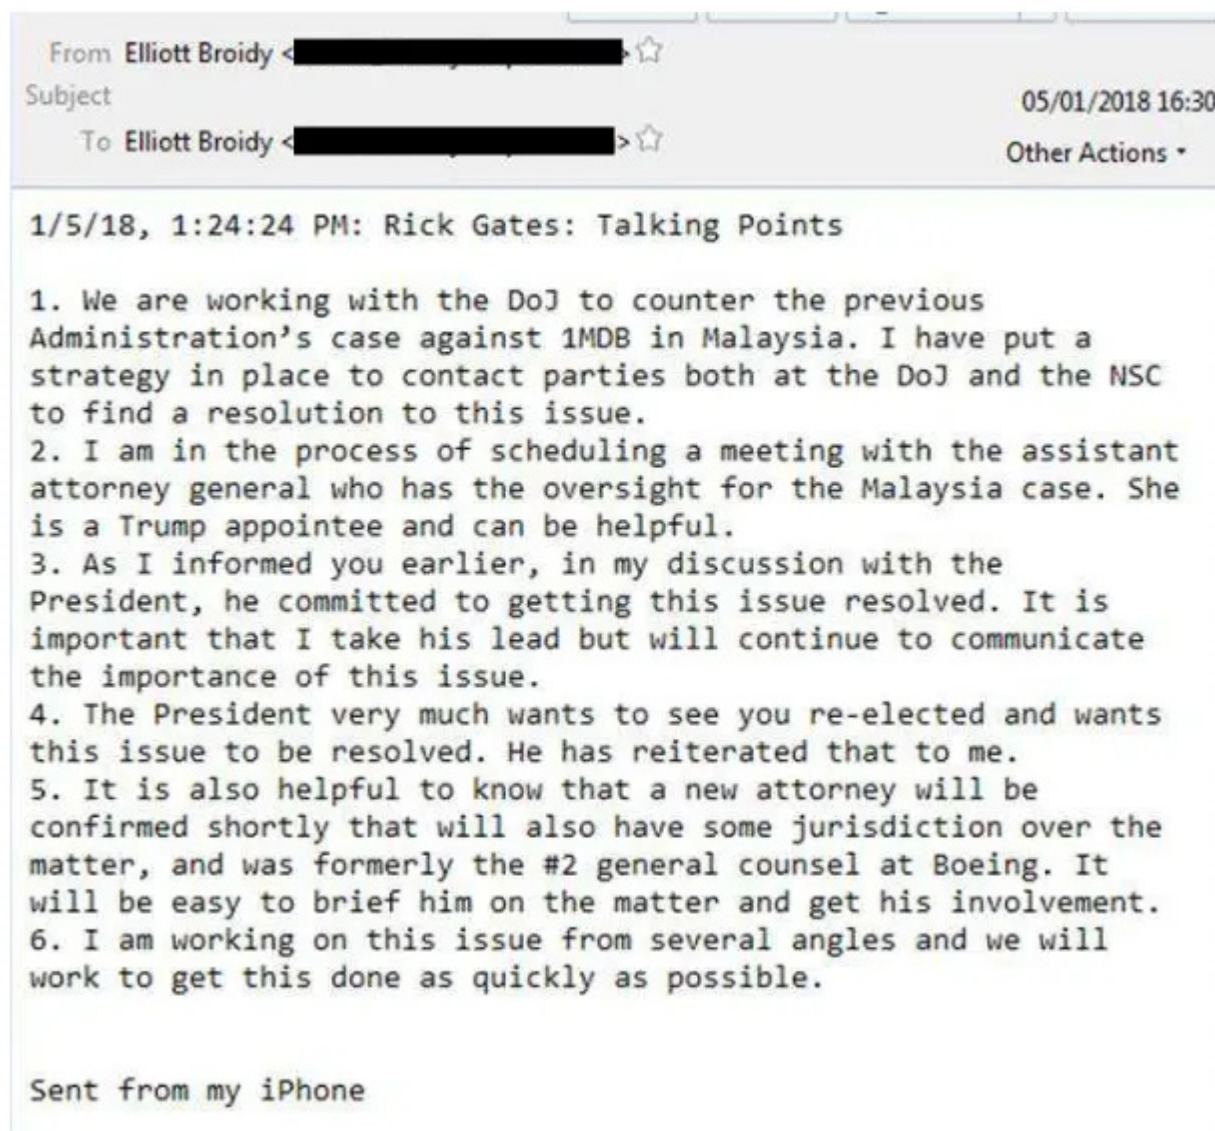 From Elliott Broidy < >
Subject
05/01/2018 16:30
To Elliott Broidy < >
Other Actions
1/5/18, 1:24:24 PM: Rick Gates: Talking Points
1. We are working with the DoJ to counter the previous
Administration’s case against 1MDB in Malaysia. I have put a
strategy in place to contact parties both at the DoJ and the NSC
to find a resolution to this issue.
2. I am in the process of scheduling a meeting with the assistant
attorney general who has the oversight for the Malaysia case. She
is a Trump appointee and can be helpful.
3. As I informed you earlier, in my discussion with the
President, he committed to getting this issue resolved. It is
important that I take his lead but will continue to communicate
the importance of this issue.
4. The President very much wants to see you re-elected and wants
this issue to be resolved. He has reiterated that to me.
5. It is also helpful to know that a new attorney will be
confirmed shortly that will also have some jurisdiction over the
matter, and was formerly the #2 general counsel at Boeing. It
will be easy to brief him on the matter and get his involvement.
6. I am working on this issue from several angles and we will
work to get this done as quickly as possible.
Sent from my iPhone